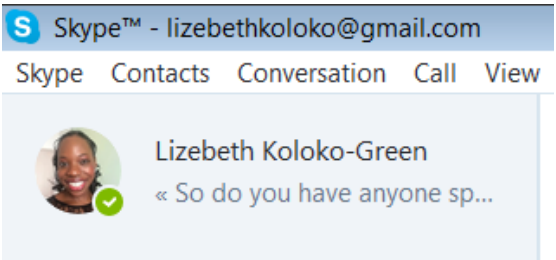 S Skype™ - lizebethkoloko@gmail.com
Skype Contacts Conversation Call View
Lizebeth Koloko-Green
« So do you have anyone sp...